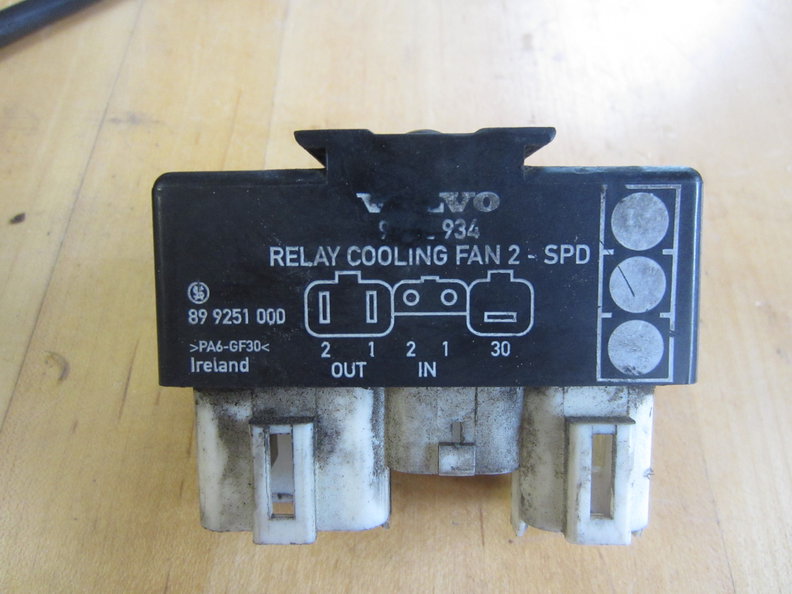 VOLVO
934
RELAY COOLING FAN 2 - SPD
89 9251 000
>PA6-GF30<
Ireland
2 1 2 1 30
OUT IN